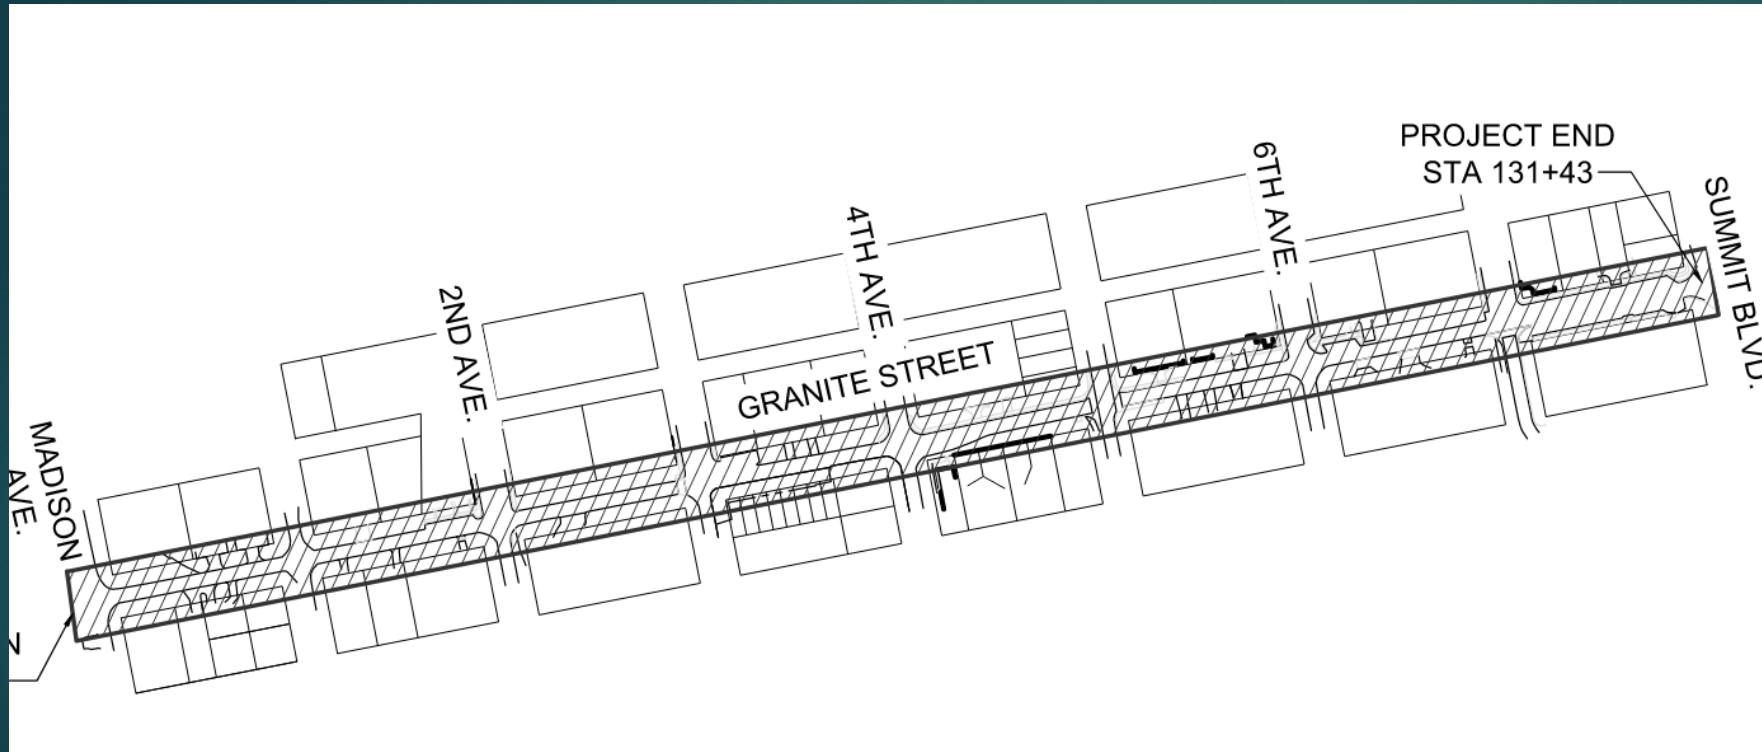 PROJECT END
STA 131+43
SUMMIT BLVD.
6TH AVE.
4TH AVE.
GRANITE STREET
2ND AVE.
MADISON
AVE.
N